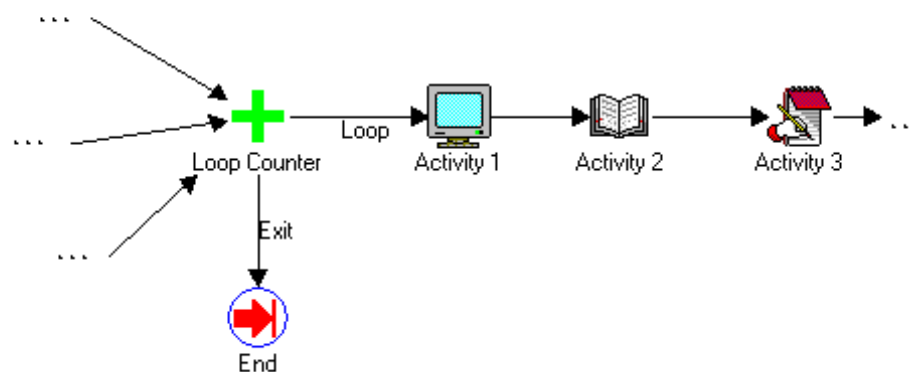 ...
...
Loop
...
Loop Counter
Activity 1
Activity 2
Activity 3
...
Exit
End